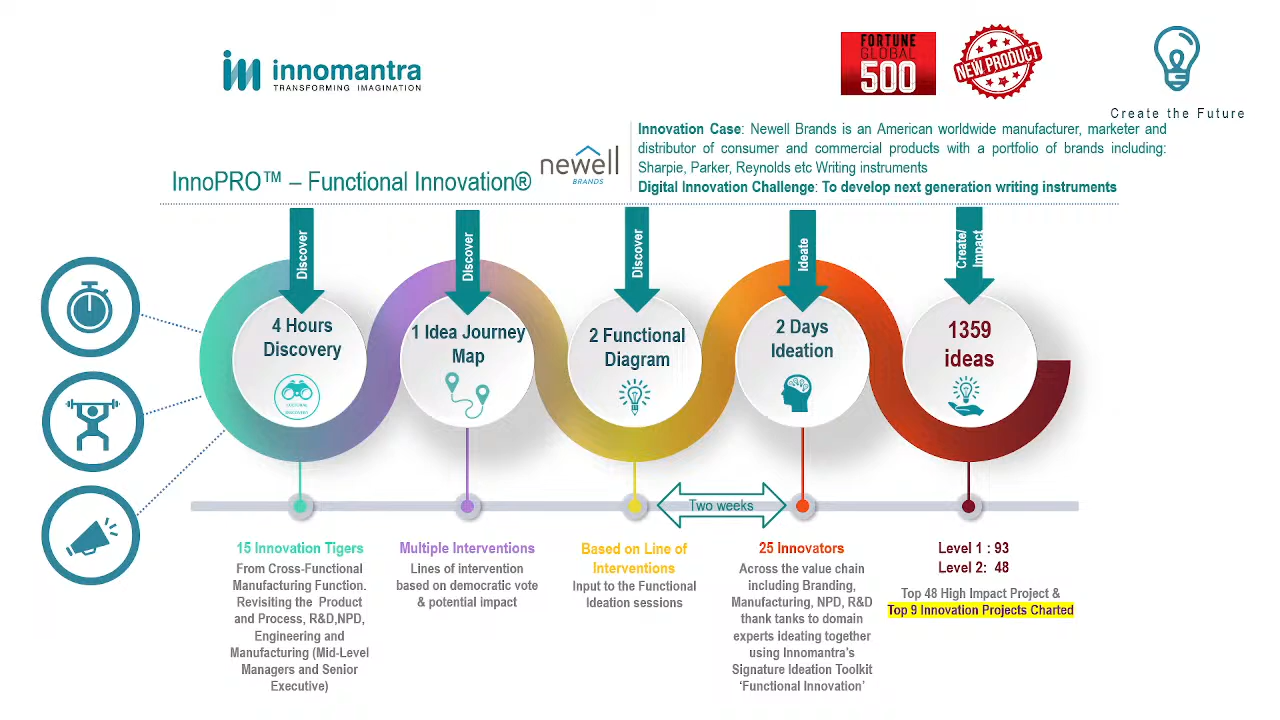 innomantra
TRANSFORMING IMAGINATION
FORTUNE
GLOBAL
500
NEW PRODUCT
Create the Future
InnoPRO™ – Functional Innovation®
newell
BRANDS
Innovation Case: Newell Brands is an American worldwide manufacturer, marketer and
distributor of consumer and commercial products with a portfolio of brands including:
Sharpie, Parker, Reynolds etc Writing instruments
Digital Innovation Challenge: To develop next generation writing instruments
Discover
Discover
Discover
Ideate
Create/
Impact
4 Hours
Discovery
1 Idea Journey
Map
2 Functional
Diagram
2 Days
Ideation
1359
ideas
Two weeks
15 Innovation Tigers
From Cross-Functional
Manufacturing Function.
Revisiting the Product
and Process, R&D,NPD,
Engineering and
Manufacturing (Mid-Level
Managers and Senior
Executive)
Multiple Interventions
Lines of intervention
based on democratic vote
& potential impact
Based on Line of
Interventions
Input to the Functional
Ideation sessions
25 Innovators
Across the value chain
including Branding,
Manufacturing, NPD, R&D
thank tanks to domain
experts ideating together
using Innomantra's
Signature Ideation Toolkit
'Functional Innovation'
Level 1 : 93
Level 2: 48
Top 48 High Impact Project &
Top 9 Innovation Projects Charted